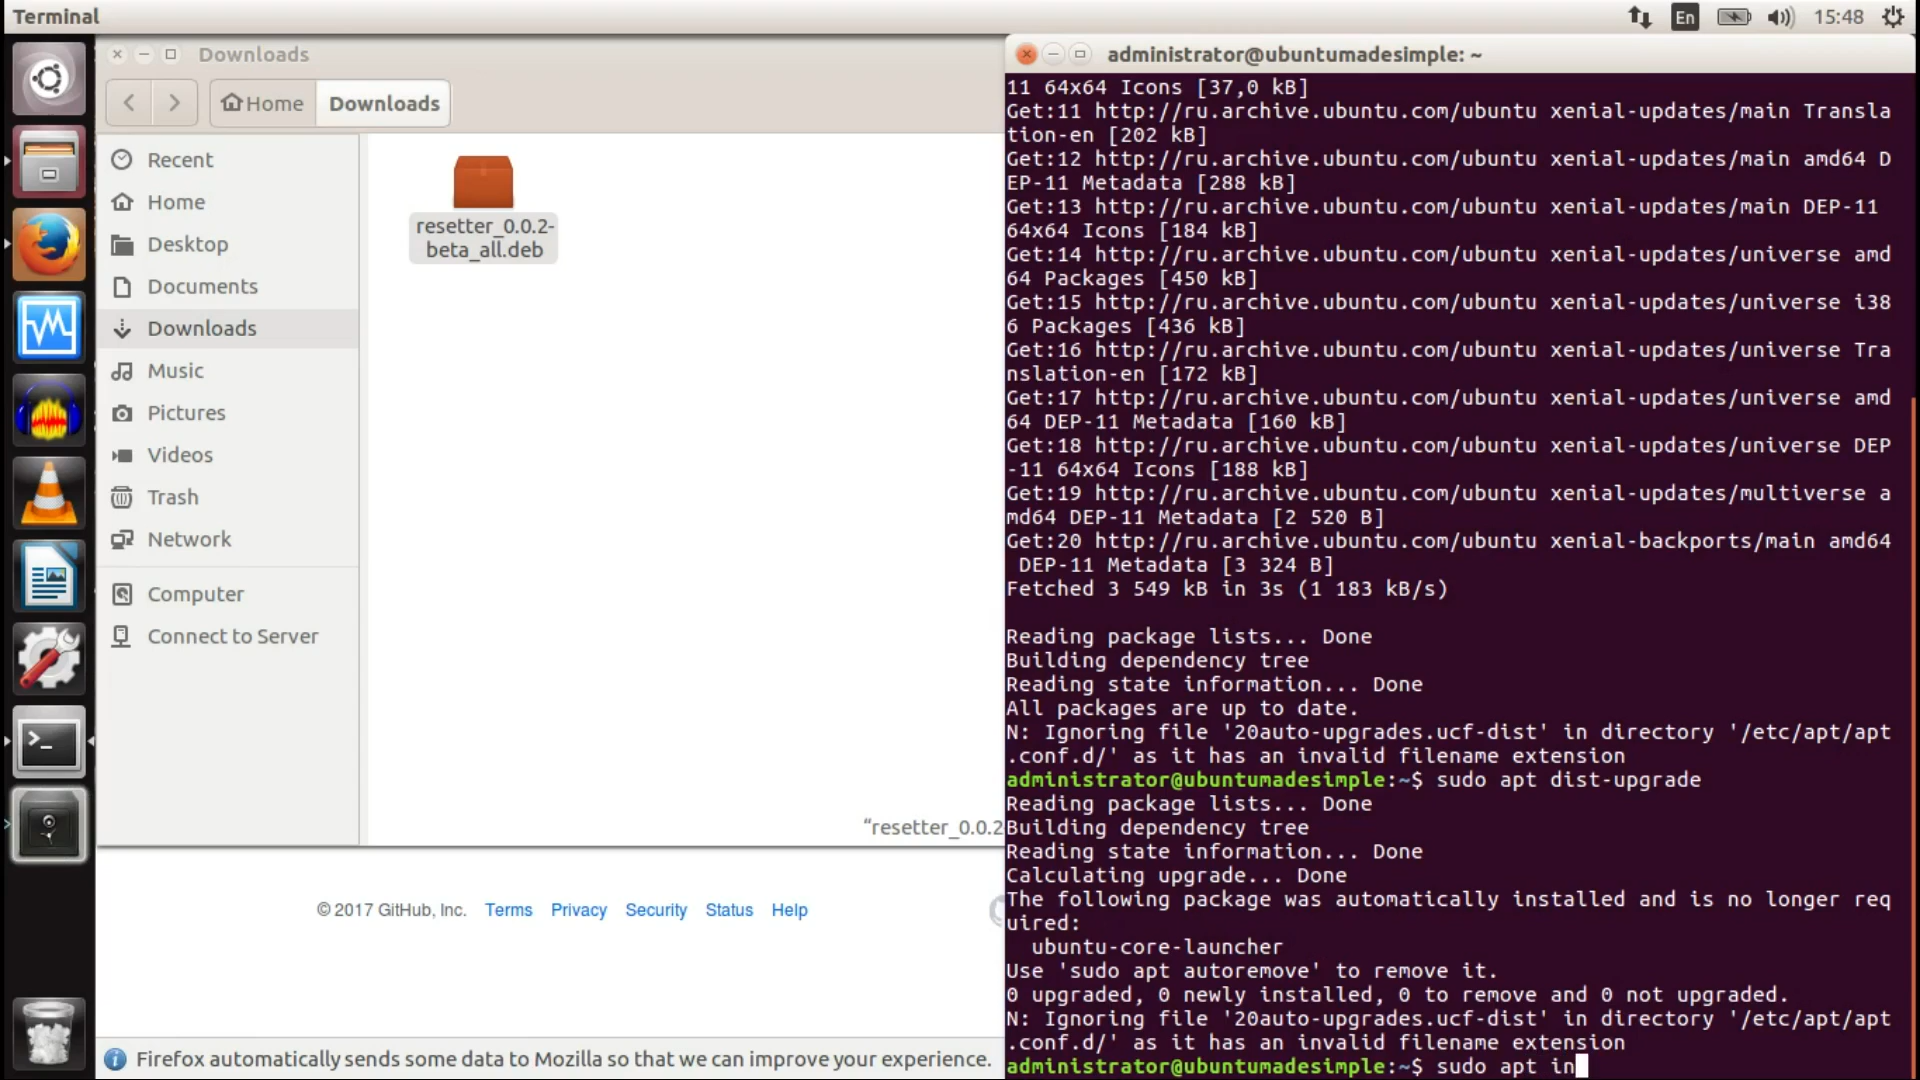 Terminal
En
15:48
Downloads
Home
Downloads
Recent
Home
Desktop
Documents
Downloads
Music
Pictures
Videos
Trash
Network
Computer
Connect to Server
resetter_0.0.2-
beta_all.deb
“resetter_0.0.2
© 2017 GitHub, Inc. Terms Privacy Security Status Help
Firefox automatically sends some data to Mozilla so that we can improve your experience.
administrator@ubuntumadesimple: ~
11 64x64 Icons [37,0 kB]
Get:11 http://ru.archive.ubuntu.com/ubuntu xenial-updates/main Transla
tion-en [202 kB]
Get:12 http://ru.archive.ubuntu.com/ubuntu xenial-updates/main amd64 D
EP-11 Metadata [288 kB]
Get:13 http://ru.archive.ubuntu.com/ubuntu xenial-updates/main DEP-11
64x64 Icons [184 kB]
Get:14 http://ru.archive.ubuntu.com/ubuntu xenial-updates/universe amd
64 Packages [450 kB]
Get:15 http://ru.archive.ubuntu.com/ubuntu xenial-updates/universe i38
6 Packages [436 kB]
Get:16 http://ru.archive.ubuntu.com/ubuntu xenial-updates/universe Tra
nslation-en [172 kB]
Get:17 http://ru.archive.ubuntu.com/ubuntu xenial-updates/universe amd
64 DEP-11 Metadata [160 kB]
Get:18 http://ru.archive.ubuntu.com/ubuntu xenial-updates/universe DEP
-11 64x64 Icons [188 kB]
Get:19 http://ru.archive.ubuntu.com/ubuntu xenial-updates/multiverse a
md64 DEP-11 Metadata [2 520 B]
Get:20 http://ru.archive.ubuntu.com/ubuntu xenial-backports/main amd64
DEP-11 Metadata [3 324 B]
Fetched 3 549 kB in 3s (1 183 kB/s)
Reading package lists... Done
Building dependency tree
Reading state information... Done
All packages are up to date.
N: Ignoring file '20auto-upgrades.ucf-dist' in directory '/etc/apt/apt
.conf.d/' as it has an invalid filename extension
administrator@ubuntumadesimple:~$ sudo apt dist-upgrade
Reading package lists... Done
Building dependency tree
Reading state information... Done
Calculating upgrade... Done
The following package was automatically installed and is no longer req
uired:
ubuntu-core-launcher
Use 'sudo apt autoremove' to remove it.
0 upgraded, 0 newly installed, 0 to remove and 0 not upgraded.
N: Ignoring file '20auto-upgrades.ucf-dist' in directory '/etc/apt/apt
.conf.d/' as it has an invalid filename extension
administrator@ubuntumadesimple:~$ sudo apt in